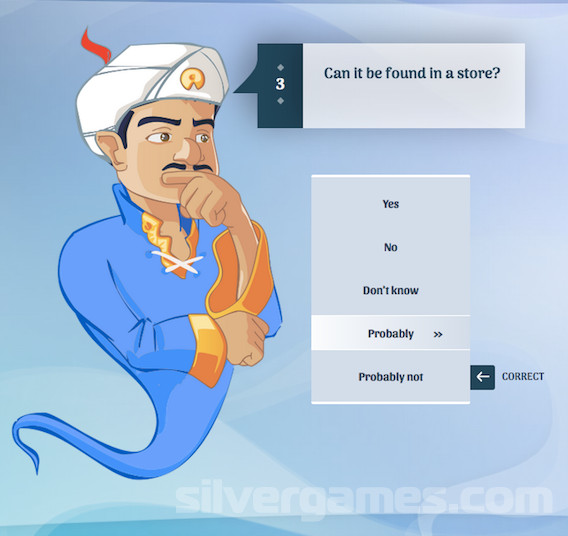 3
Can it be found in a store?
Yes
No
Don't know
Probably »
Probably not
← CORRECT
silvergames.com